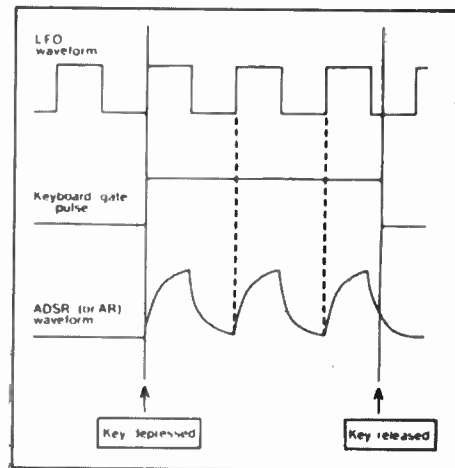 LFO
waveform
Keyboard gate
pulse
ADSR (or AR)
waveform
Key depressed
Key released